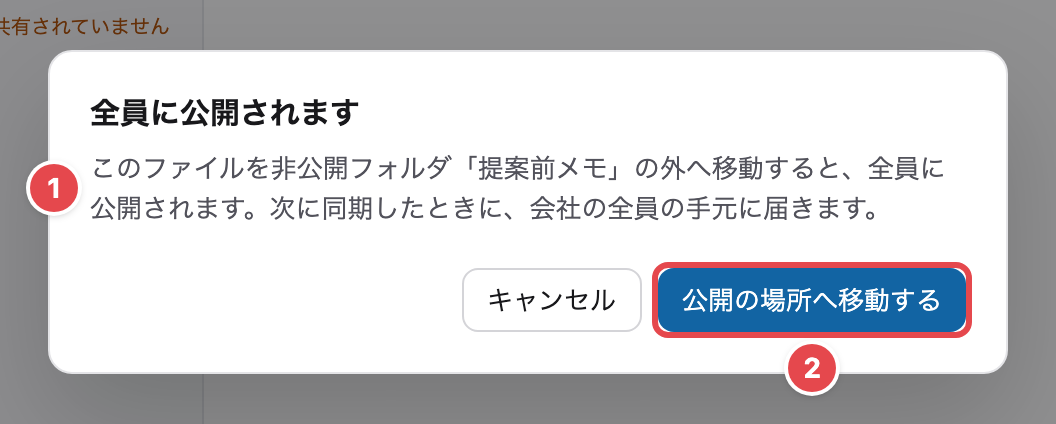 共有されていません
全員に公開されます
このファイルを非公開フォルダ「提案前メモ」の外へ移動すると、全員に
公開されます。次に同期したときに、会社の全員の手元に届きます。
1
キャンセル
公開の場所へ移動する
2